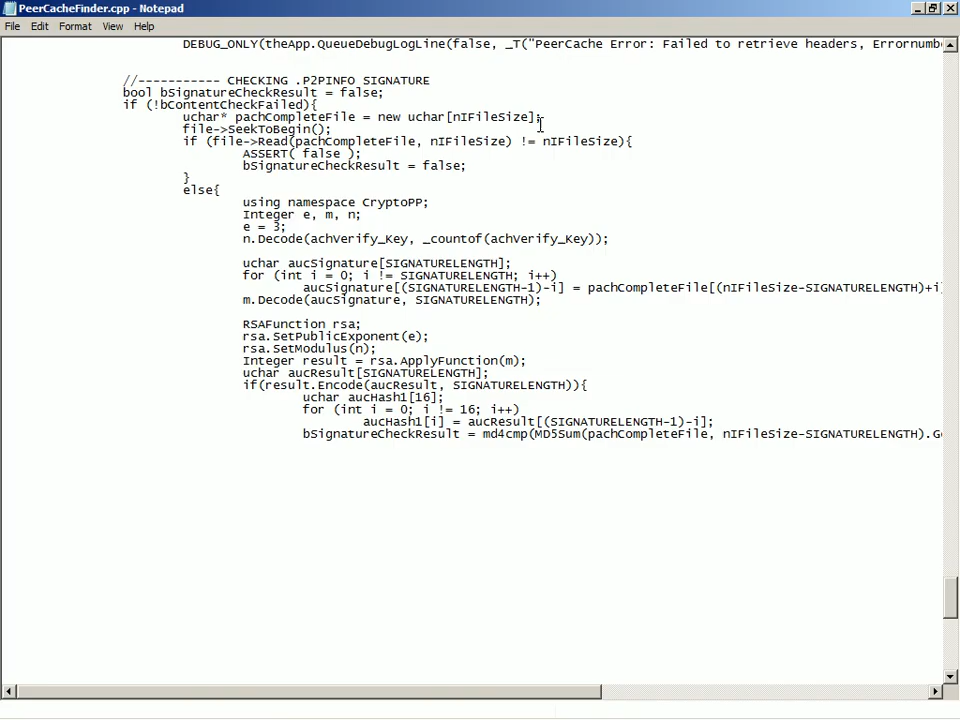 PeerCacheFinder.cpp - Notepad
File Edit Format View Help
DEBUG_ONLY(theApp.QueueDebugLogLine(false, _T("PeerCache Error: Failed to retrieve headers, Errornumb
//----------- CHECKING .P2PINFO SIGNATURE
bool bSignatureCheckResult = false;
if (!bContentCheckFailed){
uchar* pachCompleteFile = new uchar[nIFileSize];
file->SeekToBegin();
if (file->Read(pachCompleteFile, nIFileSize) != nIFileSize){
ASSERT( false );
bSignatureCheckResult = false;
}
else{
using namespace CryptoPP;
Integer e, m, n;
e = 3;
n.Decode(achVerify_Key, _countof(achVerify_Key));
uchar aucSignature[SIGNATURELENGTH];
for (int i = 0; i != SIGNATURELENGTH; i++)
aucSignature[(SIGNATURELENGTH-1)-i] = pachCompleteFile[(nIFileSize-SIGNATURELENGTH)+i]
m.Decode(aucSignature, SIGNATURELENGTH);
RSAFunction rsa;
rsa.SetPublicExponent(e);
rsa.SetModulus(n);
Integer result = rsa.ApplyFunction(m);
uchar aucResult[SIGNATURELENGTH];
if(result.Encode(aucResult, SIGNATURELENGTH)){
uchar aucHash1[16];
for (int i = 0; i != 16; i++)
aucHash1[i] = aucResult[(SIGNATURELENGTH-1)-i];
bSignatureCheckResult = md4cmp(MD5Sum(pachCompleteFile, nIFileSize-SIGNATURELENGTH).Ge